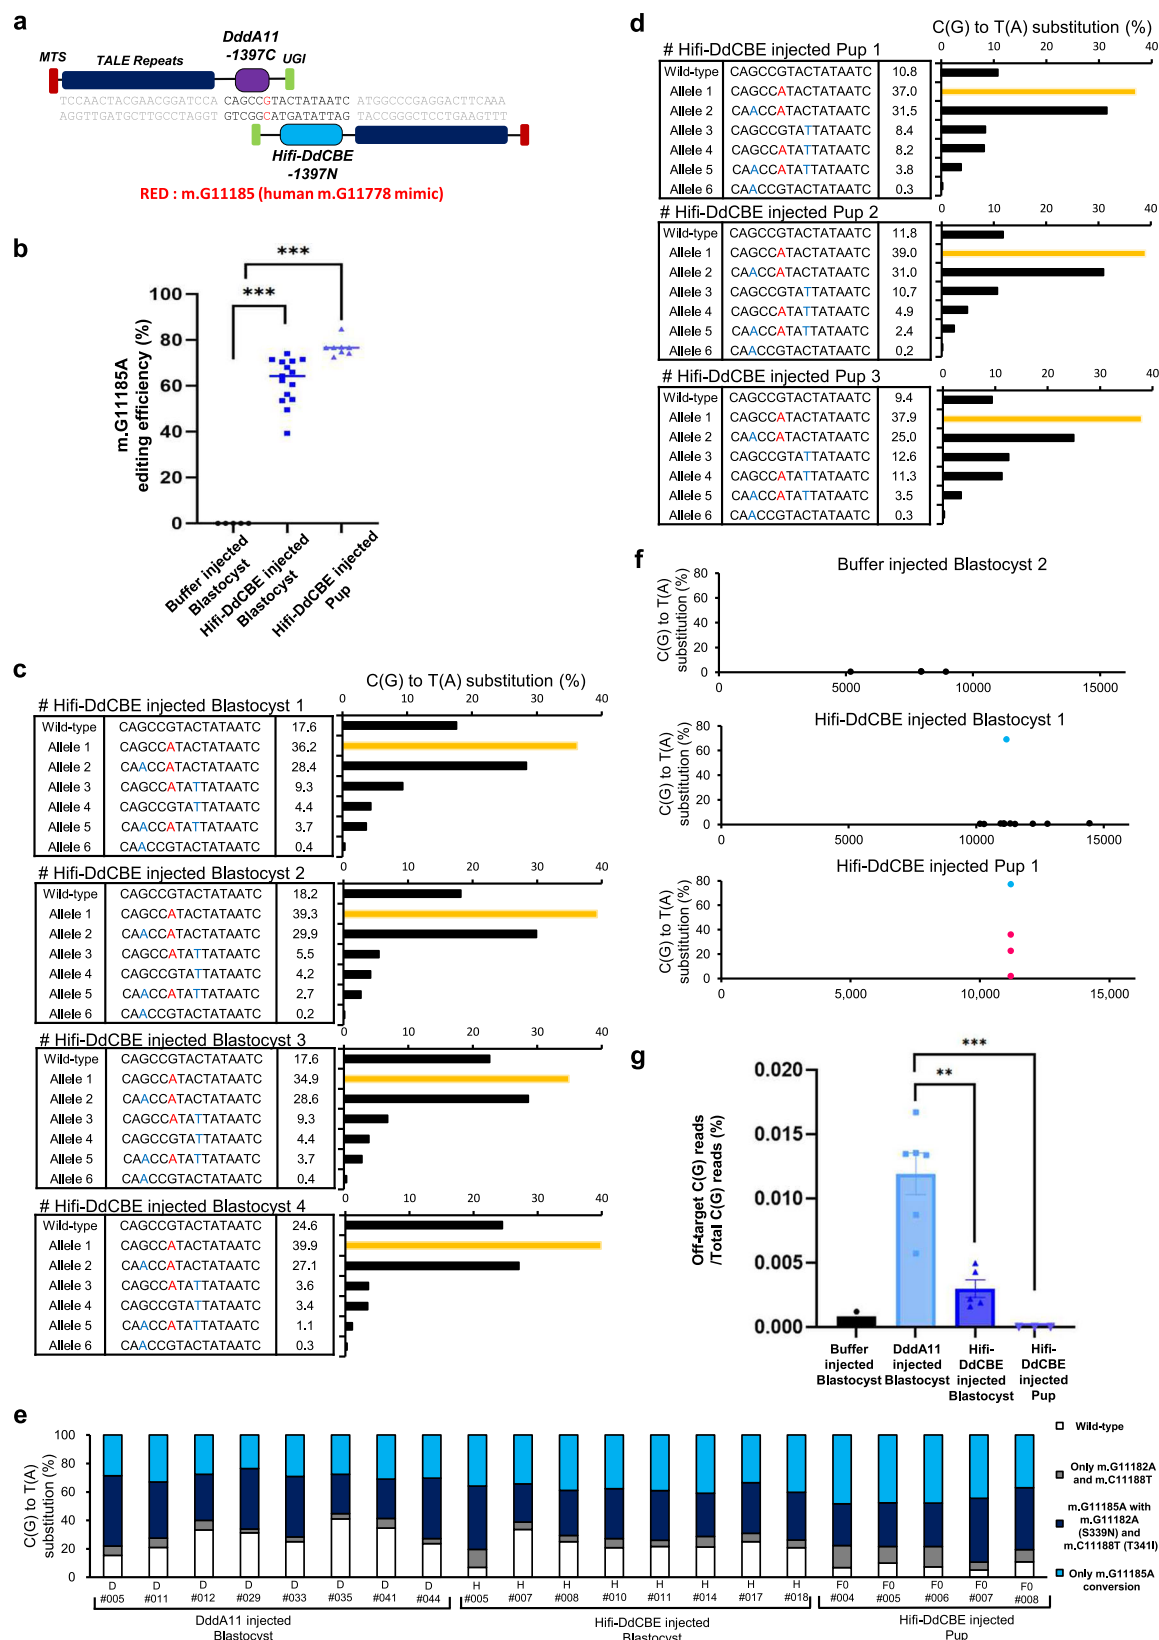 a
DddA11
-1397C
MTS
TALE Repeats
UGI
TCCAACTACGAACGGATCCA CAGCCGTACTATAATC ATGGCCCGAGGACTTCAAA
AGGTTGATGCTTGCCTAGGT GTCGGCATGATATTAG TACCGGGCTCCTGAAGTTT
Hifi-DdCBE
-1397N
RED : m.G11185 (human m.G11778 mimic)
b
m.G11185A
editing efficiency (%)
100
80
60
40
20
0
***
***
Buffer injected
Blastocyst
Hifi-DdCBE injected
Blastocyst
Hifi-DdCBE injected
Pup
c
C(G) to T(A) substitution (%)
# Hifi-DdCBE injected Blastocyst 1
0 10 20 30 40
Wild-type CAGCCGTACTATAATC 17.6
Allele 1 CAGCCATACTATAATC 36.2
Allele 2 CAACCATACTATAATC 28.4
Allele 3 CAGCCATATTATAATC 9.3
Allele 4 CAGCCGTATTATAATC 4.4
Allele 5 CAACCATATTATAATC 3.7
Allele 6 CAACCGTACTATAATC 0.4
# Hifi-DdCBE injected Blastocyst 2
0 10 20 30 40
Wild-type CAGCCGTACTATAATC 18.2
Allele 1 CAGCCATACTATAATC 39.3
Allele 2 CAACCATACTATAATC 29.9
Allele 3 CAGCCATATTATAATC 5.5
Allele 4 CAGCCGTATTATAATC 4.2
Allele 5 CAACCATATTATAATC 2.7
Allele 6 CAACCGTACTATAATC 0.2
# Hifi-DdCBE injected Blastocyst 3
0 10 20 30 40
Wild-type CAGCCGTACTATAATC 17.6
Allele 1 CAGCCATACTATAATC 34.9
Allele 2 CAACCATACTATAATC 28.6
Allele 3 CAGCCATATTATAATC 9.3
Allele 4 CAGCCGTATTATAATC 4.4
Allele 5 CAACCATATTATAATC 3.7
Allele 6 CAACCGTACTATAATC 0.4
# Hifi-DdCBE injected Blastocyst 4
0 10 20 30 40
Wild-type CAGCCGTACTATAATC 24.6
Allele 1 CAGCCATACTATAATC 39.9
Allele 2 CAACCATACTATAATC 27.1
Allele 3 CAGCCATATTATAATC 3.6
Allele 4 CAGCCGTATTATAATC 3.4
Allele 5 CAACCATATTATAATC 1.1
Allele 6 CAACCGTACTATAATC 0.3
d
C(G) to T(A) substitution (%)
# Hifi-DdCBE injected Pup 1
0 10 20 30 40
Wild-type CAGCCGTACTATAATC 10.8
Allele 1 CAGCCATACTATAATC 37.0
Allele 2 CAACCATACTATAATC 31.5
Allele 3 CAGCCGTATTATAATC 8.4
Allele 4 CAGCCATATTATAATC 8.2
Allele 5 CAACCATATTATAATC 3.8
Allele 6 CAACCGTACTATAATC 0.3
# Hifi-DdCBE injected Pup 2
0 10 20 30 40
Wild-type CAGCCGTACTATAATC 11.8
Allele 1 CAGCCATACTATAATC 39.0
Allele 2 CAACCATACTATAATC 31.0
Allele 3 CAGCCGTATTATAATC 10.7
Allele 4 CAGCCATATTATAATC 4.9
Allele 5 CAACCATATTATAATC 2.4
Allele 6 CAACCGTACTATAATC 0.2
# Hifi-DdCBE injected Pup 3
0 10 20 30 40
Wild-type CAGCCGTACTATAATC 9.4
Allele 1 CAGCCATACTATAATC 37.9
Allele 2 CAACCATACTATAATC 25.0
Allele 3 CAGCCGTATTATAATC 12.6
Allele 4 CAGCCATATTATAATC 11.3
Allele 5 CAACCATATTATAATC 3.5
Allele 6 CAACCGTACTATAATC 0.3
f
Buffer injected Blastocyst 2
C(G) to T(A)
substitution (%)
80
60
40
20
0
0 5000 10000 15000
Hifi-DdCBE injected Blastocyst 1
C(G) to T(A)
substitution (%)
80
60
40
20
0
0 5000 10000 15000
Hifi-DdCBE injected Pup 1
C(G) to T(A)
substitution (%)
80
60
40
20
0
0 5,000 10,000 15,000
g
Off-target C(G) reads
/Total C(G) reads (%)
0.020
0.015
0.010
0.005
0.000
***
**
Buffer
injected
Blastocyst
DddA11
injected
Blastocyst
Hifi-
DdCBE
injected
Blastocyst
Hifi-
DdCBE
injected
Pup
e
C(G) to T(A)
substitution (%)
100
80
60
40
20
0
D D D D D D D D H H H H H H H H F0 F0 F0 F0 F0
#005 #011 #012 #029 #033 #035 #041 #044 #005 #007 #008 #010 #011 #014 #017 #018 #004 #005 #006 #007 #008
DddA11 injected
Blastocyst
Hifi-DdCBE injected
Blastocyst
Hifi-DdCBE injected
Pup
Wild-type
Only m.G11182A
and m.C11188T
m.G11185A with
m.G11182A
(S339N) and
m.C11188T (T341I)
Only m.G11185A
conversion